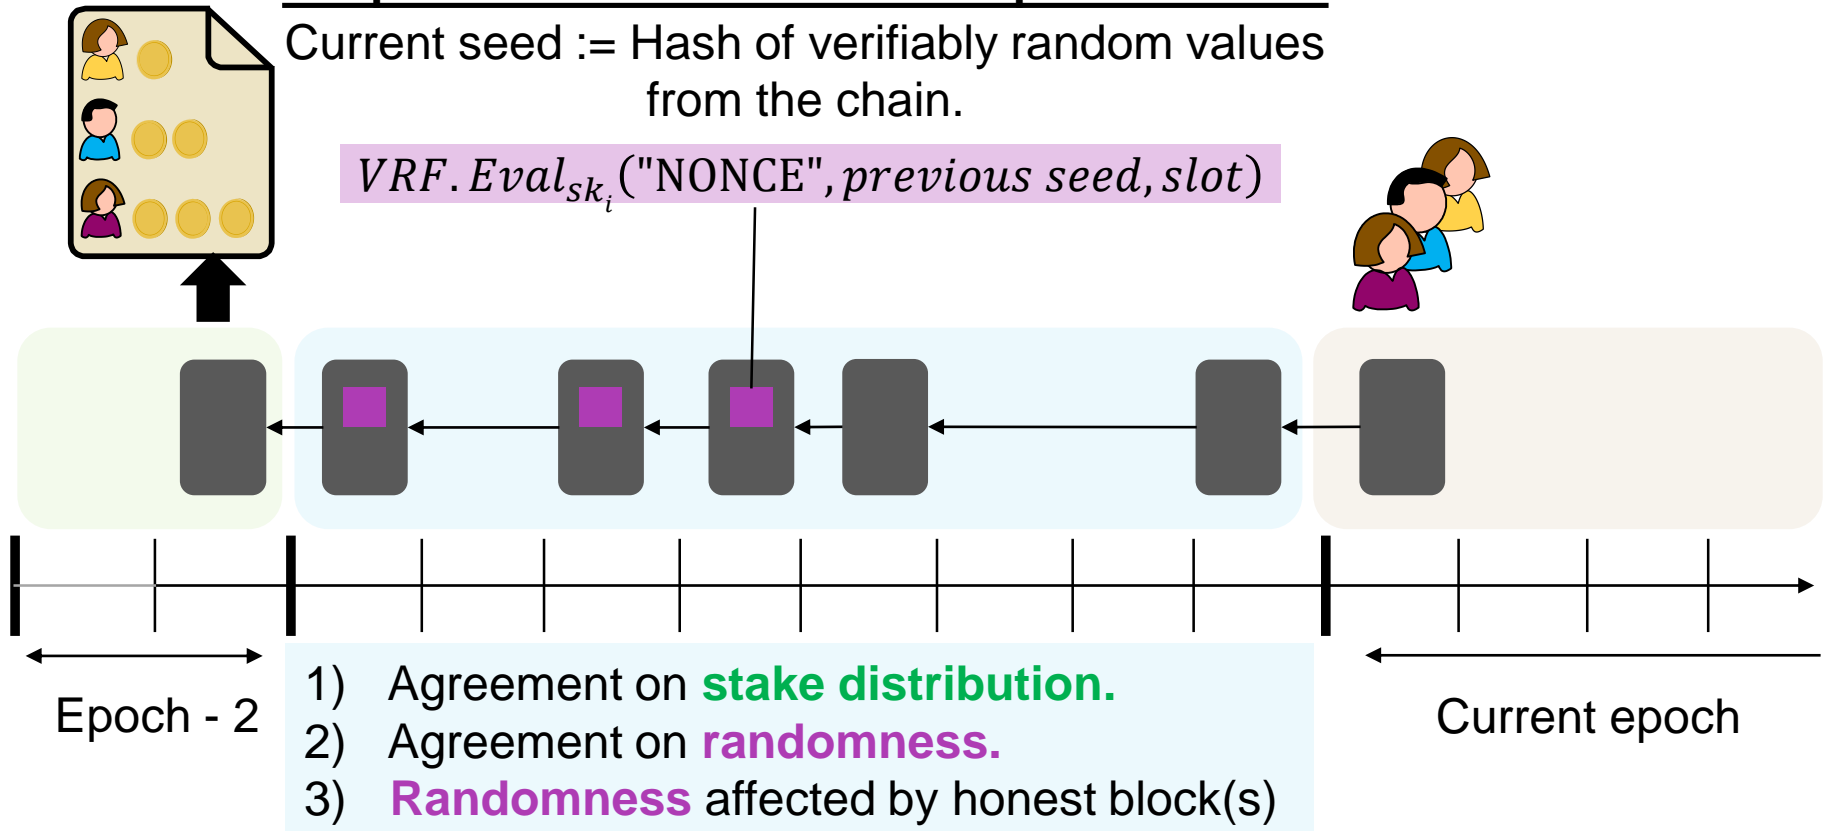 Current seed := Hash of verifiably random values
from the chain.
VRF.Eval_{sk_i}("NONCE", previous seed, slot)
1) Agreement on stake distribution.
2) Agreement on randomness.
3) Randomness affected by honest block(s)
Epoch - 2
Current epoch